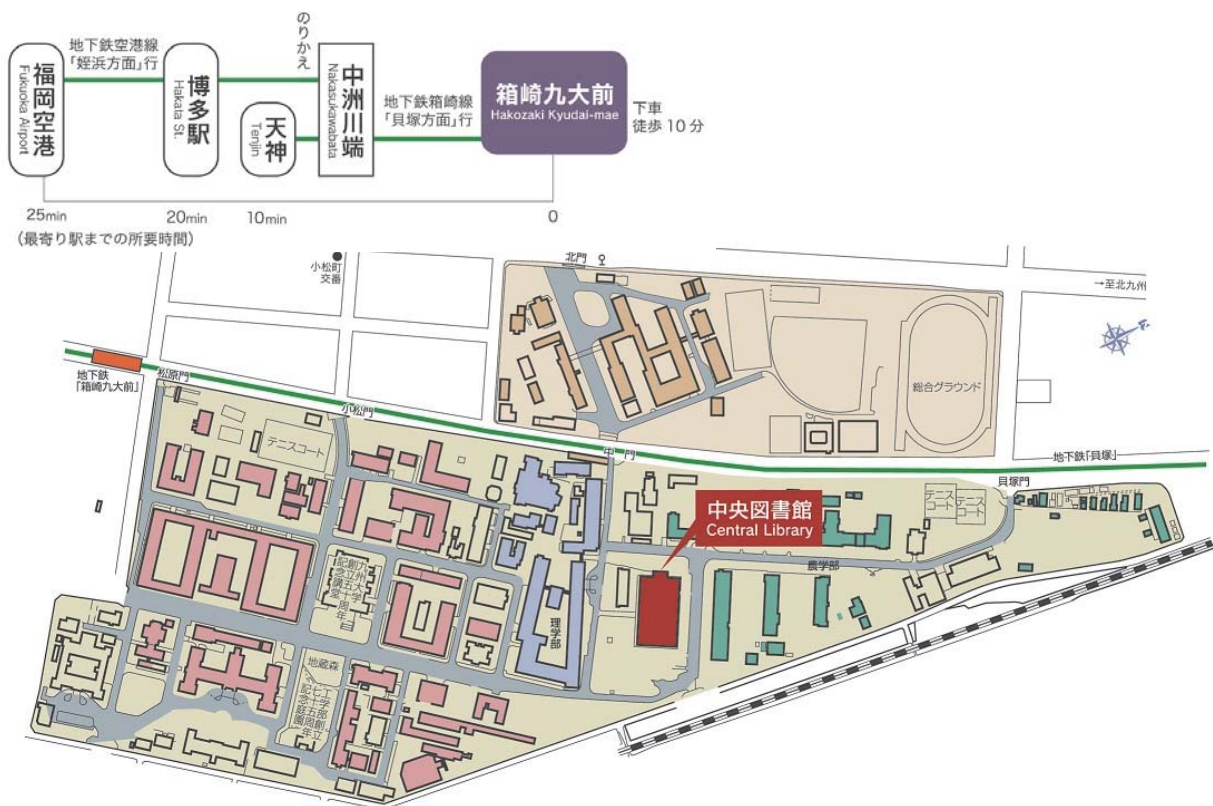 福岡空港
Fukuoka Airport
地下鉄空港線
「姪浜方面」行
博多駅
Hakata St.
のりかえ
天神
Tenjin
中洲川端
Nakasukawabata
地下鉄箱崎線
「貝塚方面」行
箱崎九大前
Hakozaki Kyudai-mae
下車
徒歩10分
25min
20min
10min
0
(最寄り駅までの所要時間)
小松町
交番
北門
→至北九州
地下鉄
「箱崎九大前」
松原門
小松門
総合グラウンド
テニスコート
中門
地下鉄「貝塚」
貝塚門
中央図書館
Central Library
テニス
コート
テニス
コート
農学部
九州大学
創立五十周年
記念講堂
理学部
地蔵森
工学部創立
七十五周年
記念庭園